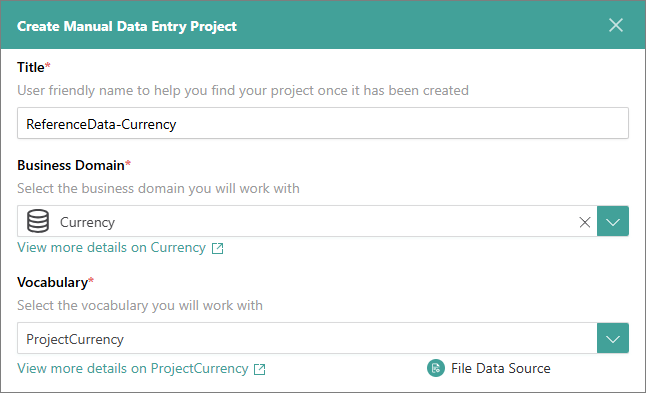 Create Manual Data Entry Project
Title*
User friendly name to help you find your project once it has been created
ReferenceData-Currency
Business Domain*
Select the business domain you will work with
Currency
View more details on Currency
Vocabulary*
Select the vocabulary you will work with
ProjectCurrency
View more details on ProjectCurrency File Data Source